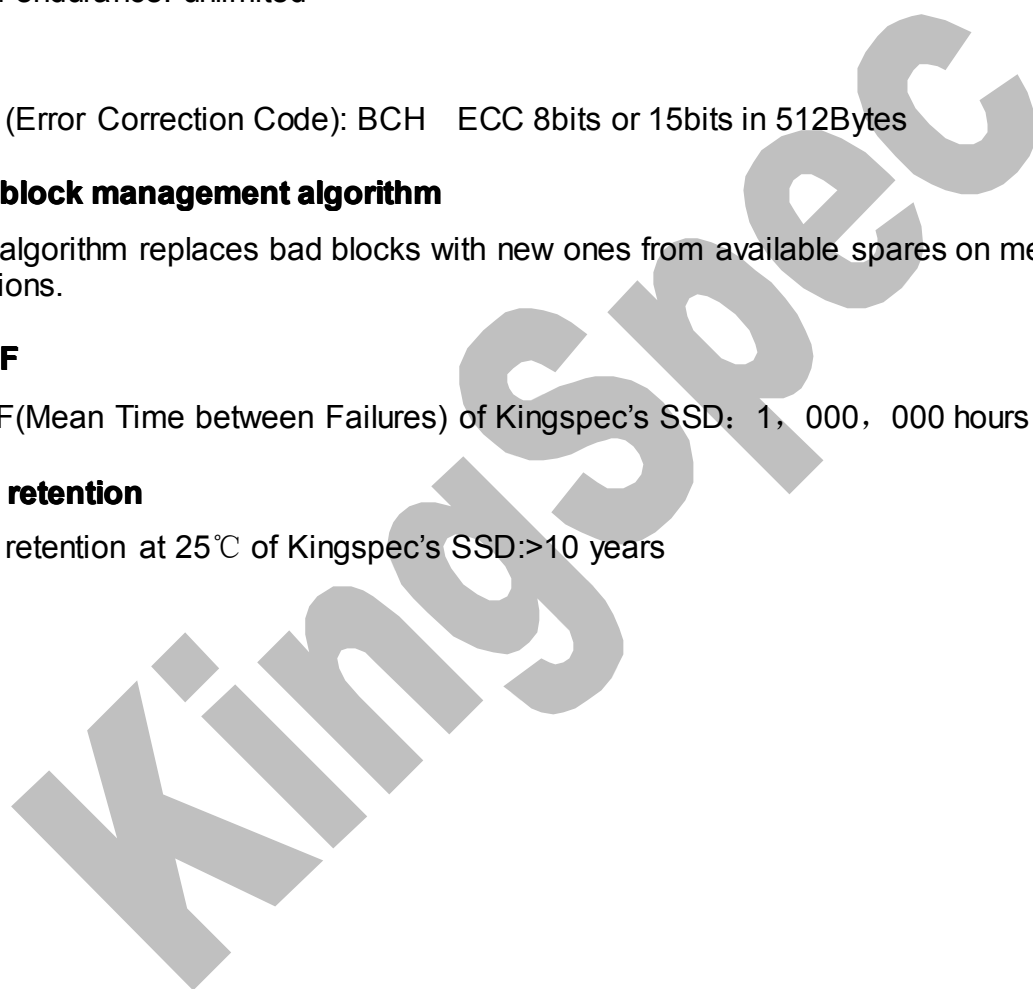 endurance: unlimited
(Error Correction Code): BCH ECC 8bits or 15bits in 512Bytes
block management algorithm
algorithm replaces bad blocks with new ones from available spares on me
ions.
F
F(Mean Time between Failures) of Kingspec's SSD：1，000，000 hours
retention
retention at 25℃ of Kingspec's SSD:>10 years
KingSpec